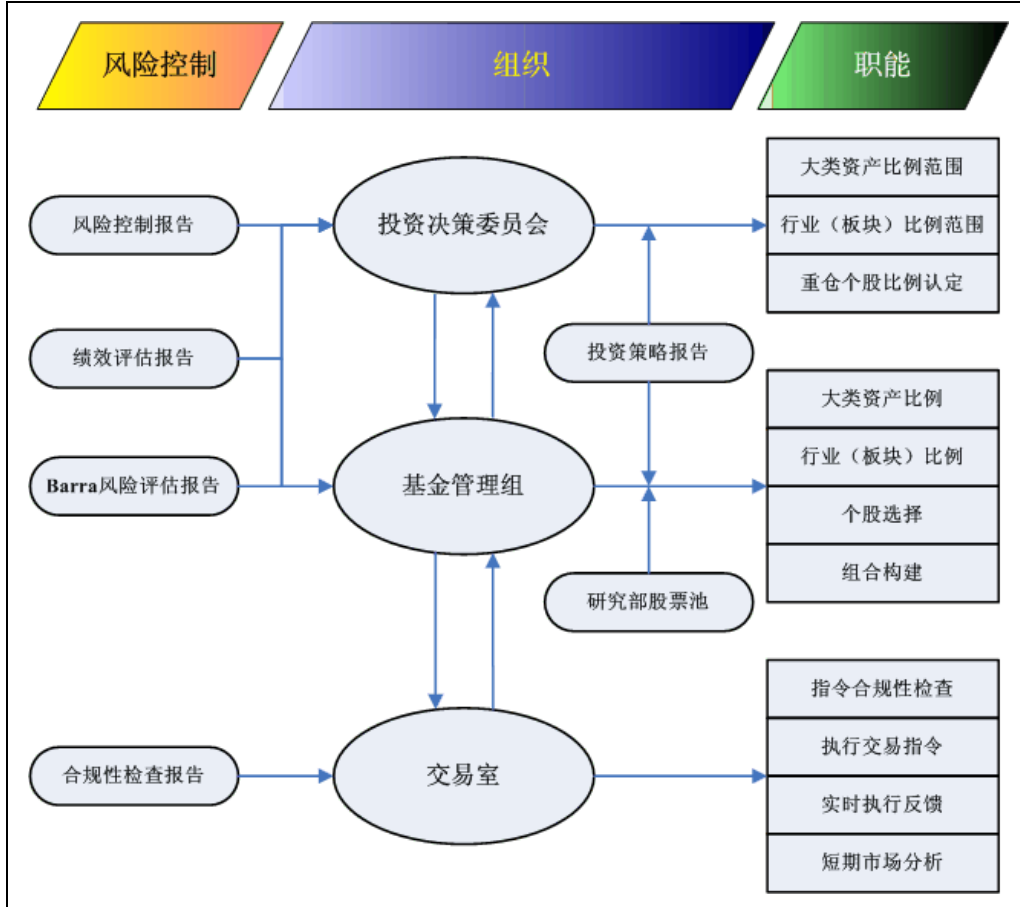 风险控制
组织
职能
大类资产比例范围
风险控制报告
投资决策委员会
行业（板块）比例范围
重仓个股比例认定
绩效评估报告
投资策略报告
大类资产比例
行业（板块）比例
Barra风险评估报告
基金管理组
个股选择
组合构建
研究部股票池
指令合规性检查
执行交易指令
合规性检查报告
交易室
实时执行反馈
短期市场分析